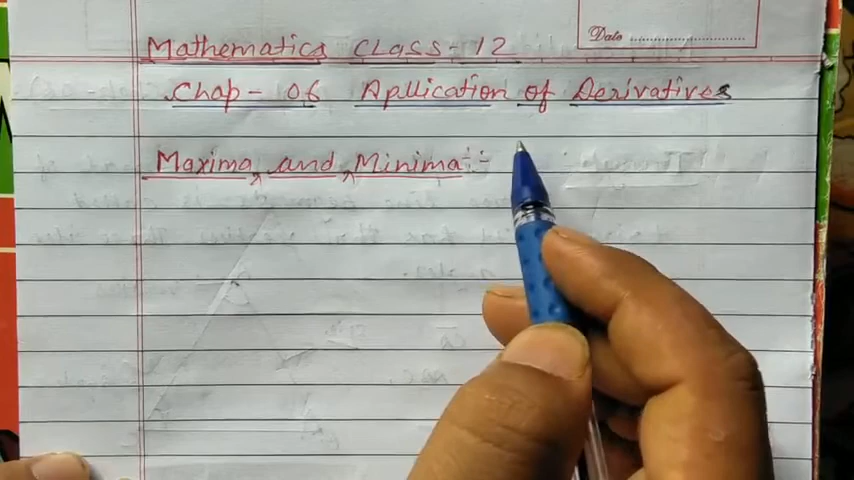 Date
Mathematics Class - 12
Chap - 06 Application of Derivatives
Maxima and Minima :-